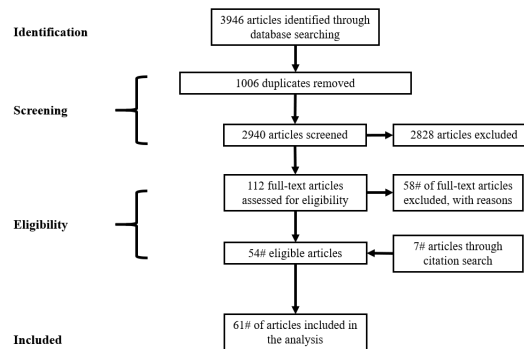 Identification
3946 articles identified through
database searching
1006 duplicates removed
Screening
2940 articles screened
2828 articles excluded
112 full-text articles
assessed for eligibility
58# of full-text articles
excluded, with reasons
Eligibility
54# eligible articles
7# articles through
citation search
61# of articles included in
the analysis
Included